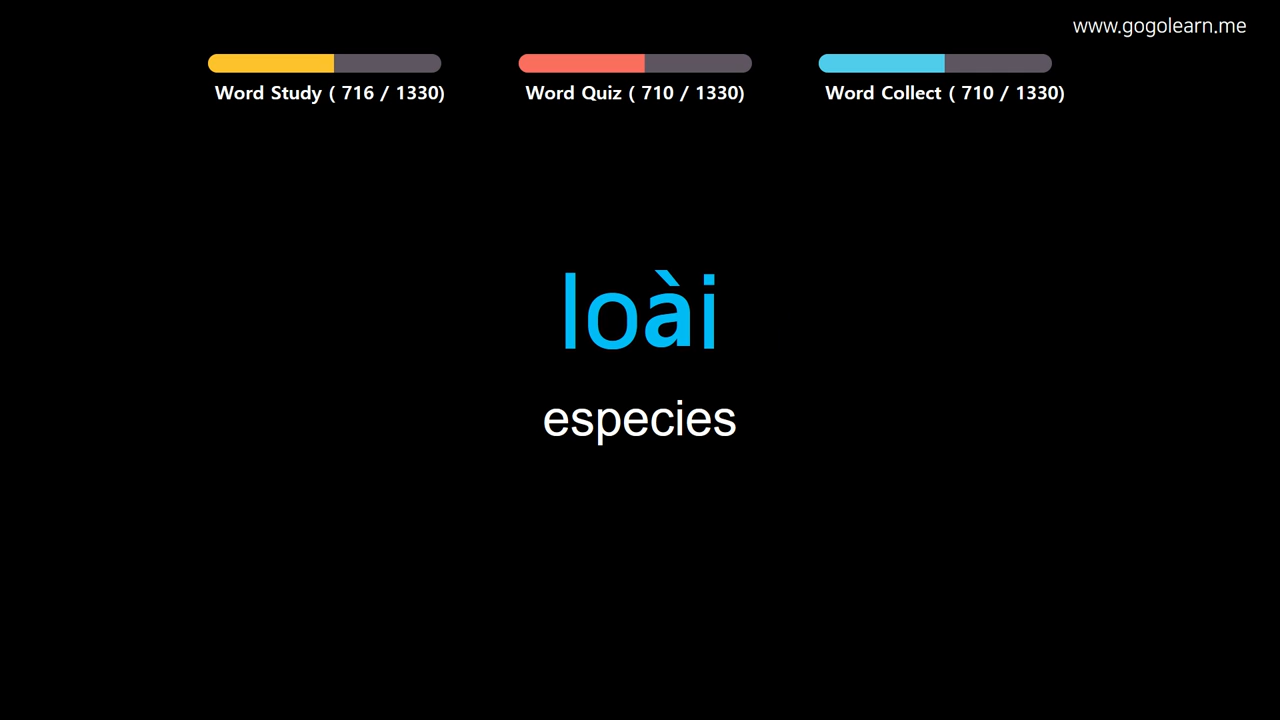 www.gogolearn.me
Word Study ( 716 / 1330)
Word Quiz ( 710 / 1330)
Word Collect ( 710 / 1330)
loài
especies